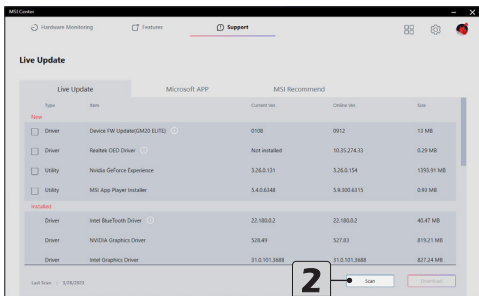 MSI Center
Hardware Monitoring Features Support
Live Update
Live Update Microsoft APP MSI Recommend
Type Item Current Ver. Online Ver. Size
New
Driver Device FW Update(GM20 ELITE) 0108 0912 13 MB
Driver Realtek OED Driver Not installed 10.35.274.33 0.29 MB
Utility Nvidia GeForce Experience 3.26.0.131 3.26.0.154 1395.91 MB
Utility MSI App Player Installer 5.4.0.6348 5.9.300.6315 0.93 MB
Installed
Driver Intel BlueTooth Driver 22.180.0.2 22.180.0.2 40.47 MB
Driver NVIDIA Graphics Driver 528.49 527.83 819.21 MB
Driver Intel Graphics Driver 31.0.101.3688 31.0.101.3688 827.24 MB
2
Last Scan : 3/28/2023 Scan Download